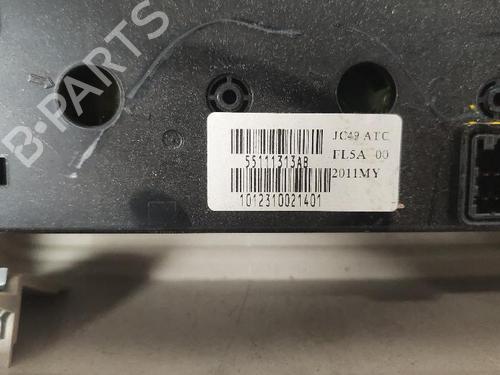 B-PARTS
JC49 ATC
55111313AB FL5A 00
2011MY
1012310021401